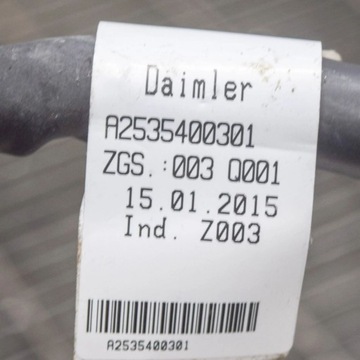 Daimler
A2535400301
ZGS.:003 Q001
15.01.2015
Ind. Z003
A2535400301